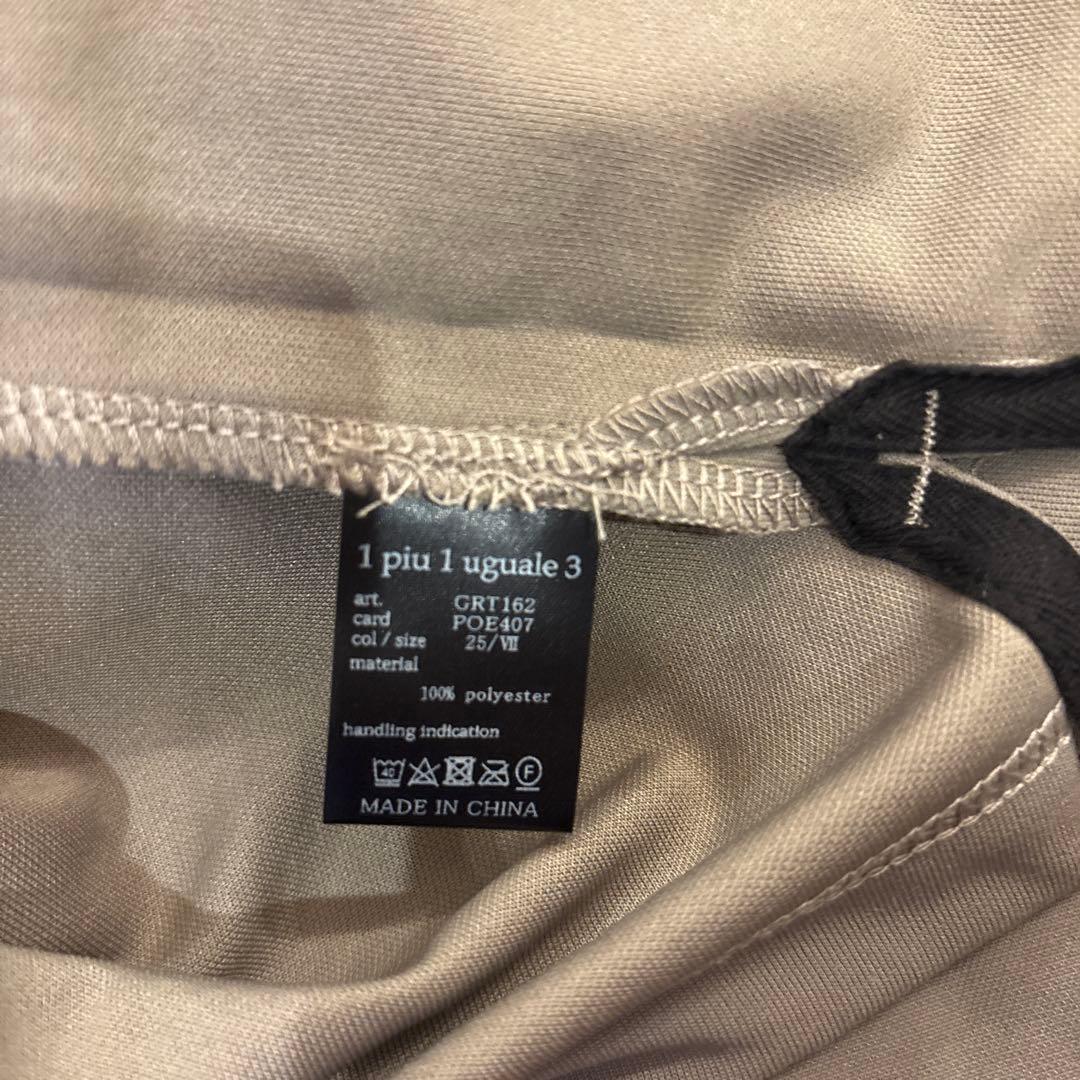 1 piu 1 uguale 3
art. GRT162
card POE407
col / size 25/Ⅶ
material
100% polyester
handling indication
40 F
MADE IN CHINA